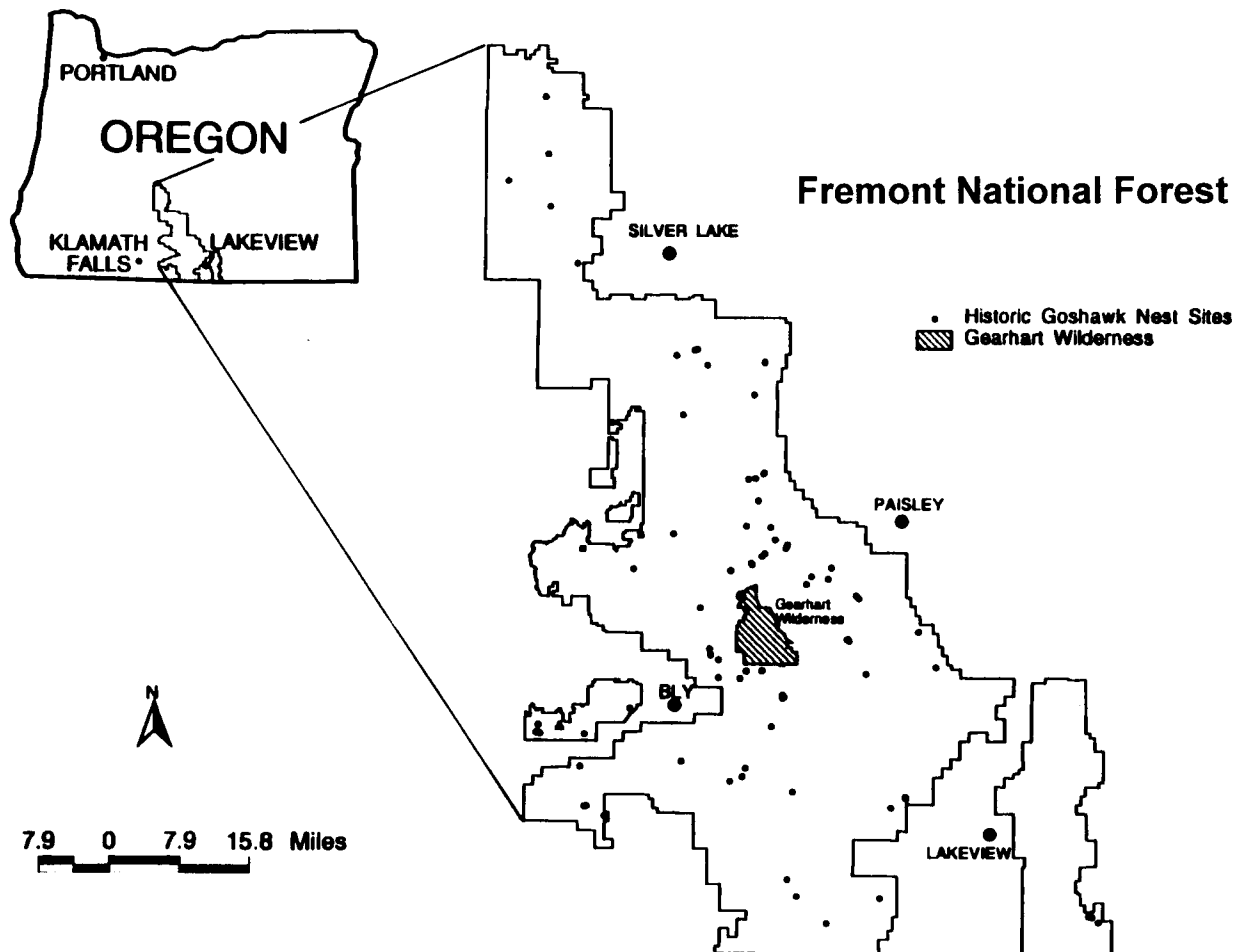 PORTLAND
OREGON
KLAMATH
FALLS
LAKEVIEW
Fremont National Forest
SILVER LAKE
Historic Goshawk Nest Sites
Gearhart Wilderness
PAISLEY
Gearhart
Wilderness
BLY
N
7.9 0 7.9 15.8 Miles
LAKEVIEW